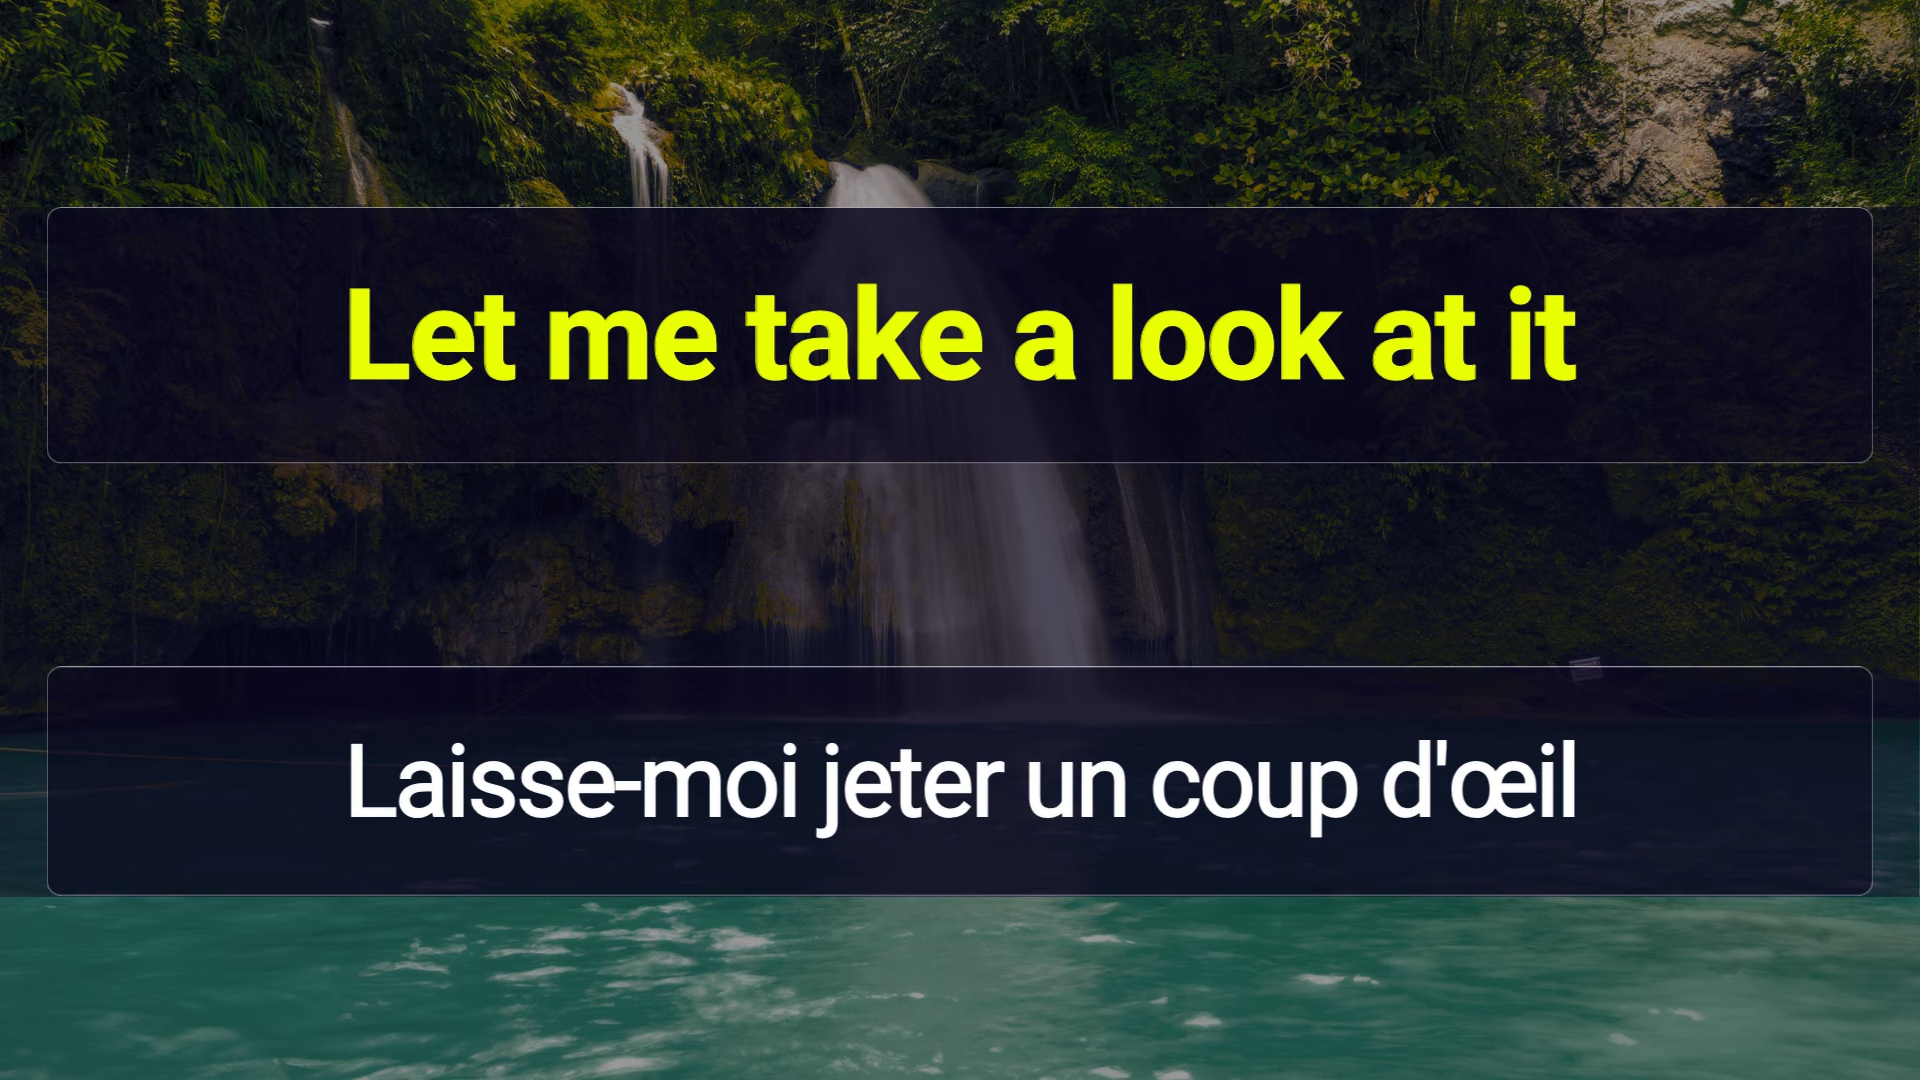 Let me take a look at it
Laisse-moi jeter un coup d'œil